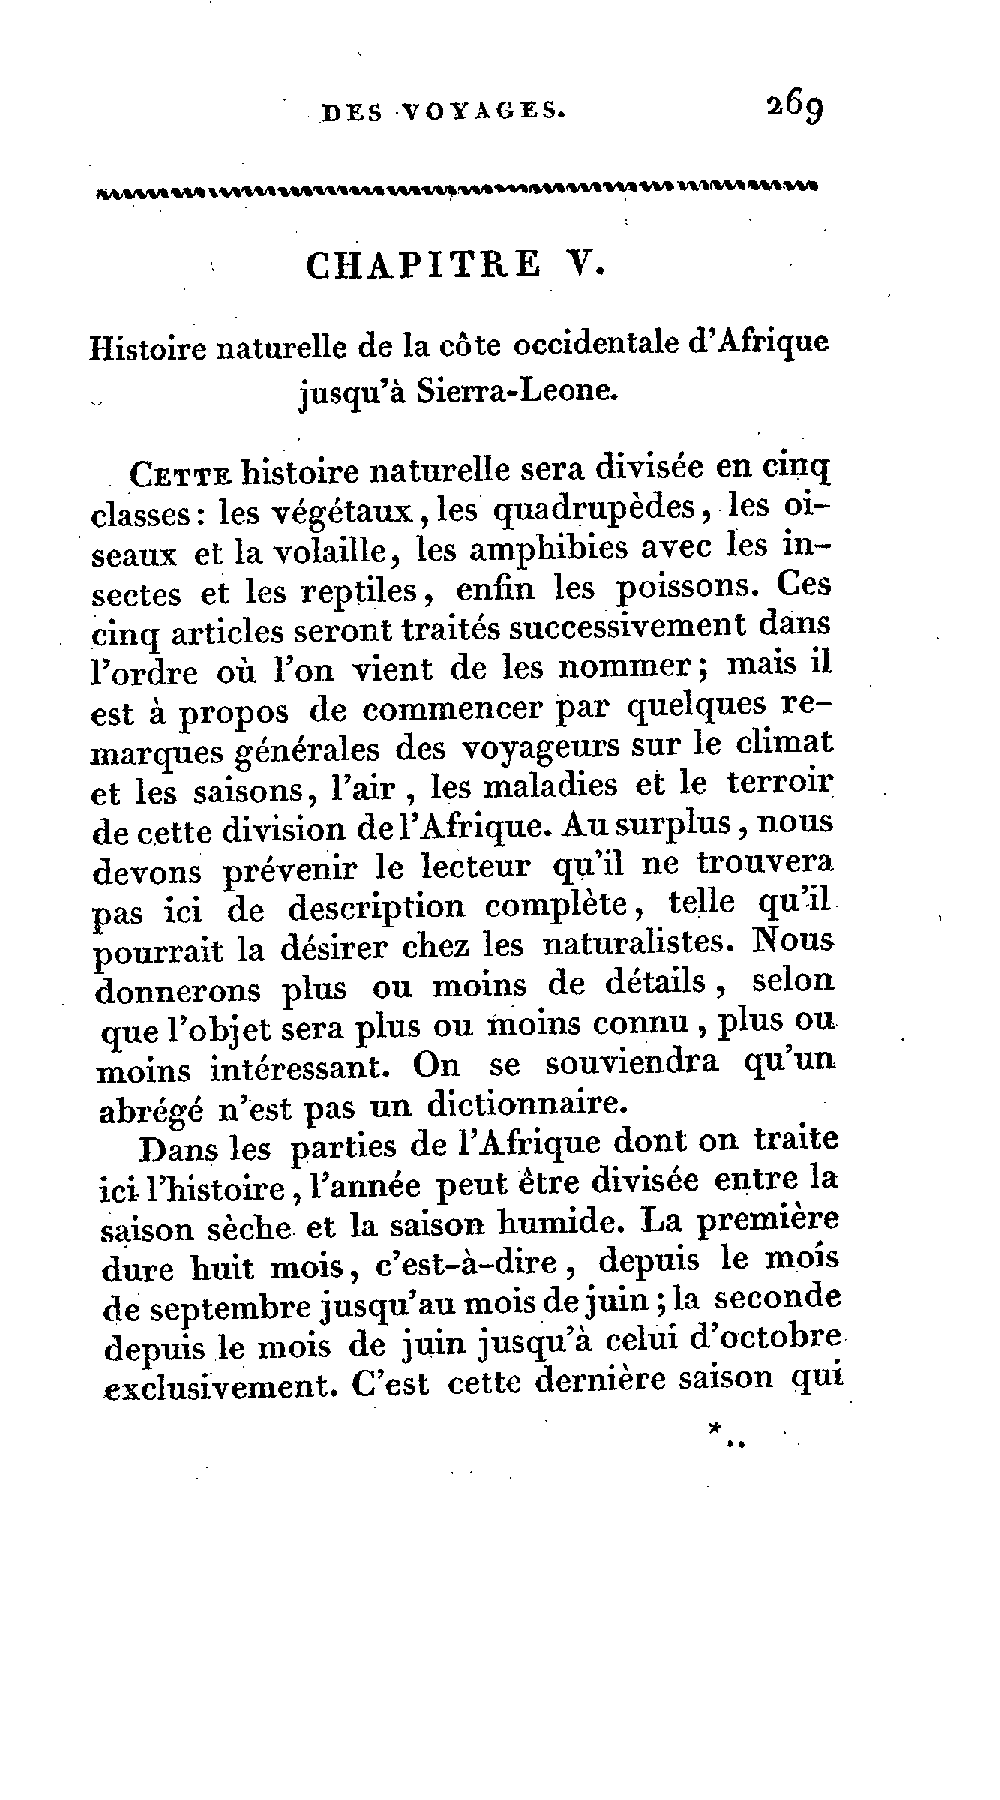 DES VOYAGES. 269
CHAPITRE V.
Histoire naturelle de la côte occidentale d'Afrique
jusqu'à Sierra-Leone.
CETTE histoire naturelle sera divisée en cinq
classes: les végétaux, les quadrupèdes, les oi-
seaux et la volaille, les amphibies avec les in-
sectes et les reptiles, enfin les poissons. Ces
cinq articles seront traités successivement dans
l'ordre où l'on vient de les nommer; mais il
est à propos de commencer par quelques re-
marques générales des voyageurs sur le climat
et les saisons, l'air, les maladies et le terroir
de cette division de l'Afrique. Au surplus, nous
devons prévenir le lecteur qu'il ne trouvera
pas ici de description complète, telle qu'il
pourrait la désirer chez les naturalistes. Nous
donnerons plus ou moins de détails, selon
que l'objet sera plus ou moins connu, plus ou
moins intéressant. On se souviendra qu'un
abrégé n'est pas un dictionnaire.
Dans les parties de l'Afrique dont on traite
ici l'histoire, l'année peut être divisée entre la
saison sèche et la saison humide. La première
dure huit mois, c'est-à-dire, depuis le mois
de septembre jusqu'au mois de juin; la seconde
depuis le mois de juin jusqu'à celui d'octobre
exclusivement. C'est cette dernière saison qui
*..